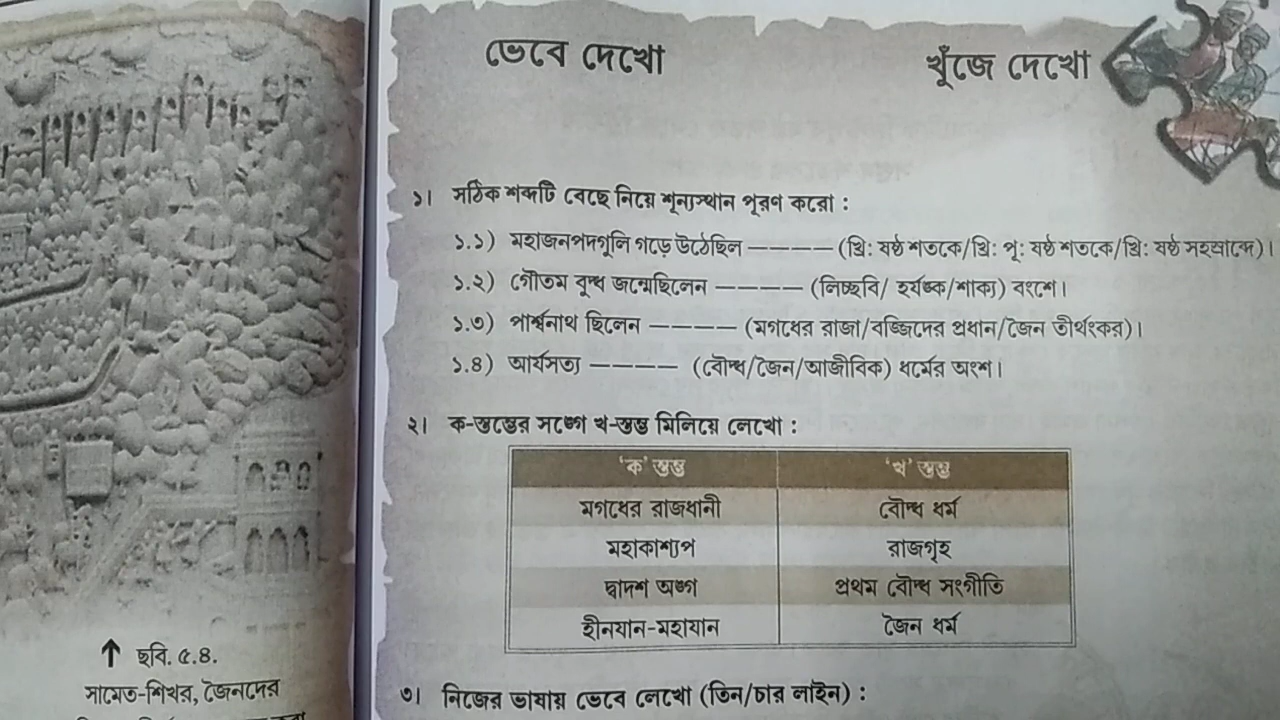 ভেবে দেখো
খুঁজে দেখো
১। সঠিক শব্দটি বেছে নিয়ে শূন্যস্থান পূরণ করো :
১.১) মহাজনপদগুলি গড়ে উঠেছিল ———— (খ্রি: ষষ্ঠ শতকে/খ্রি: পূ: ষষ্ঠ শতকে/খ্রি: ষষ্ঠ সহস্রাব্দে)।
১.২) গৌতম বুদ্ধ জন্মেছিলেন ———— (লিচ্ছবি/ হর্যঙ্ক/শাক্য) বংশে।
১.৩) পার্শ্বনাথ ছিলেন ———— (মগধের রাজা/বজ্জিদের প্রধান/জৈন তীর্থংকর)।
১.৪) আর্যসত্য ———— (বৌদ্ধ/জৈন/আজীবিক) ধর্মের অংশ।
২। ক-স্তম্ভের সঙ্গে খ-স্তম্ভ মিলিয়ে লেখো :
‘ক’ স্তম্ভ ‘খ’ স্তম্ভ
মগধের রাজধানী বৌদ্ধ ধর্ম
মহাকাশ্যপ রাজগৃহ
দ্বাদশ অঙ্গ প্রথম বৌদ্ধ সংগীতি
হীনযান-মহাযান জৈন ধর্ম
৩। নিজের ভাষায় ভেবে লেখো (তিন/চার লাইন) :
↑ ছবি. ৫.৪.
সামেত-শিখর, জৈনদের